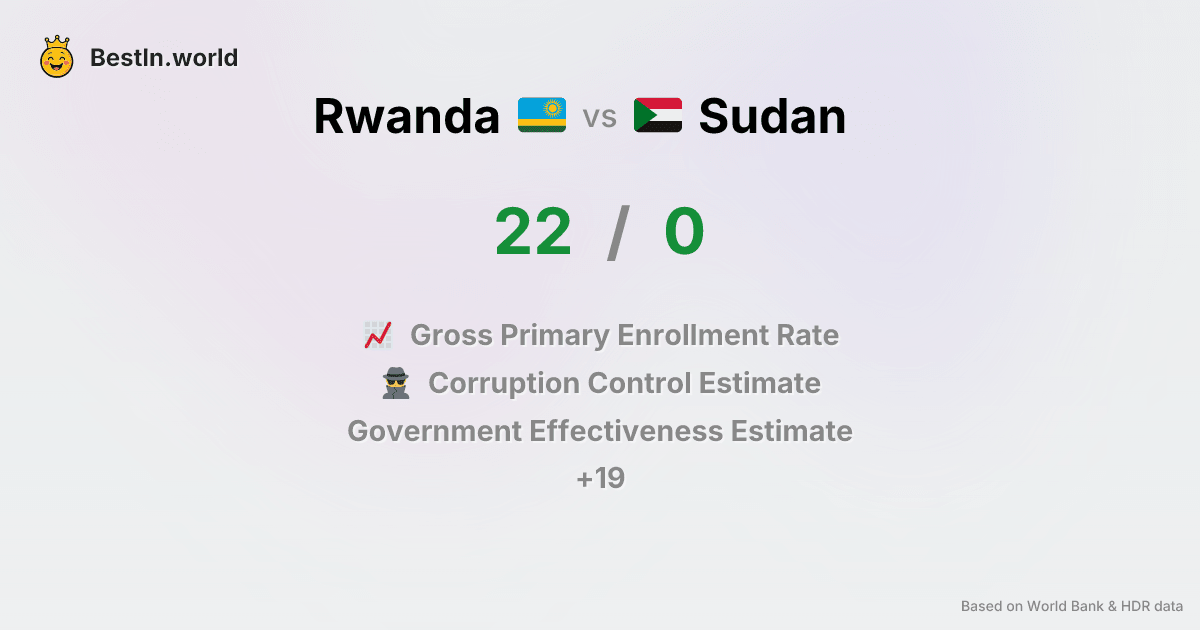 BestIn.world
Rwanda vs Sudan
22 / 0
Gross Primary Enrollment Rate
Corruption Control Estimate
Government Effectiveness Estimate
+19
Based on World Bank & HDR data